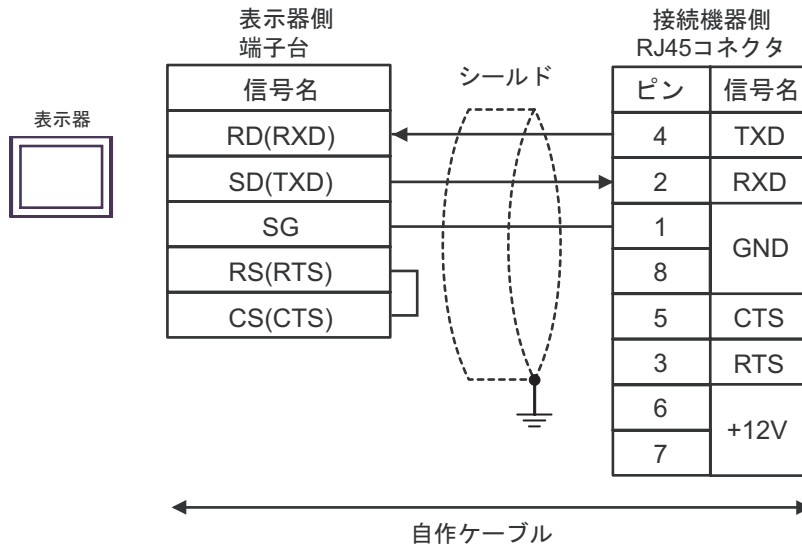 表示器
表示器側
端子台
信号名
RD(RXD)
SD(TXD)
SG
RS(RTS)
CS(CTS)
シールド
接続機器側
RJ45コネクタ
ピン 信号名
4 TXD
2 RXD
1 GND
8
5 CTS
3 RTS
6 +12V
7
自作ケーブル